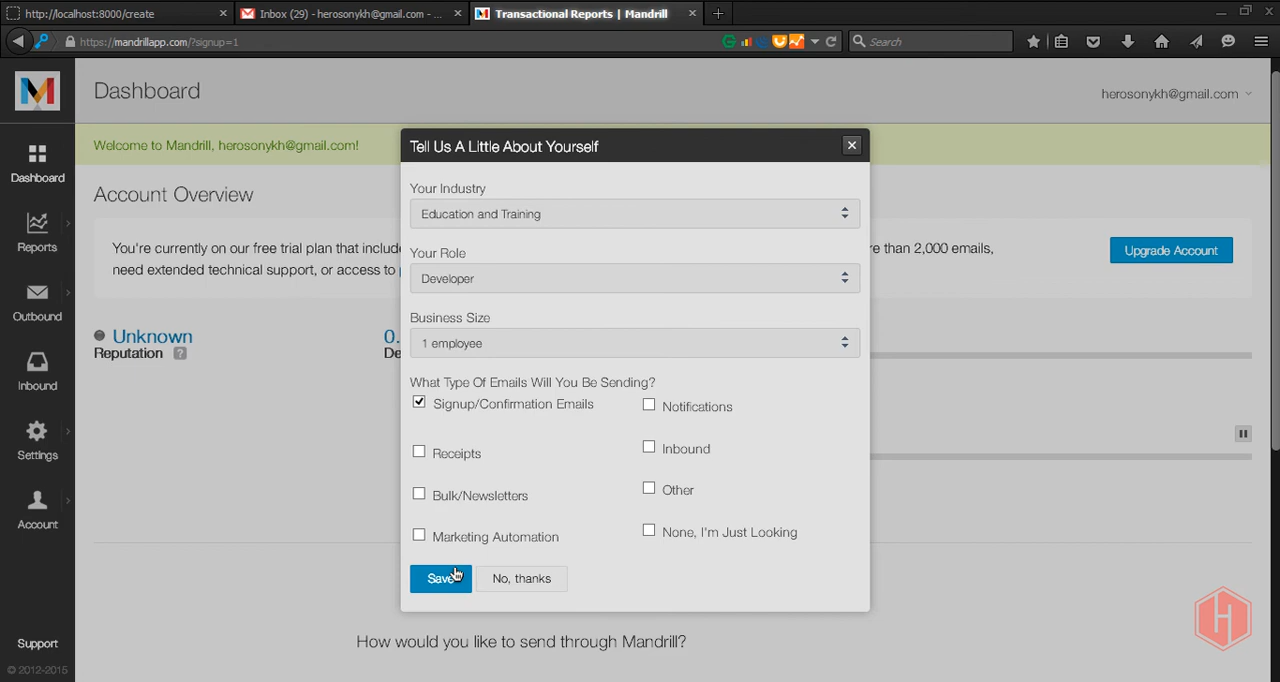 http://localhost:8000/create
Inbox (29) - herosonykh@gmail.com - ...
Transactional Reports | Mandrill
https://mandrillapp.com/?signup=1
Search
Dashboard
herosonykh@gmail.com
Welcome to Mandrill, herosonykh@gmail.com!
Account Overview
You're currently on our free trial plan that inclu
re than 2,000 emails,
need extended technical support, or access to
Upgrade Account
Unknown
0.
Reputation ?
De
Dashboard
Reports
Outbound
Inbound
Settings
Account
Support
© 2012-2015
Tell Us A Little About Yourself
Your Industry
Education and Training
Your Role
Developer
Business Size
1 employee
What Type Of Emails Will You Be Sending?
Signup/Confirmation Emails
Notifications
Receipts
Inbound
Bulk/Newsletters
Other
Marketing Automation
None, I'm Just Looking
Save
No, thanks
How would you like to send through Mandrill?